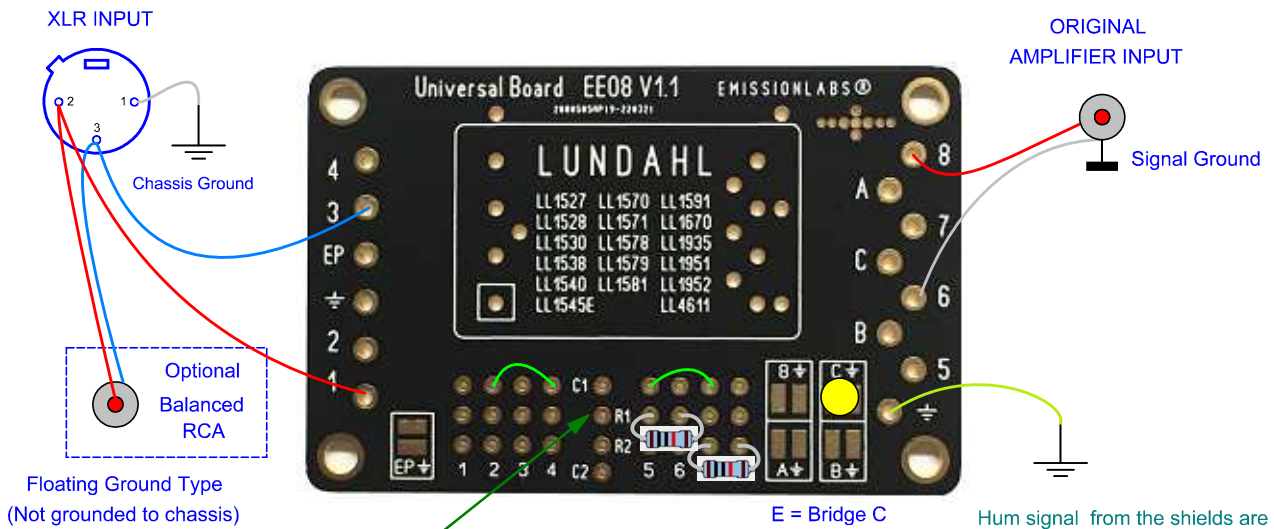 XLR INPUT
2
1
3
Chassis Ground
ORIGINAL
AMPLIFIER INPUT
Signal Ground
Universal Board EE08 V1.1
EMISSIONLABS®
LUNDAHL
LL1527 LL1570 LL1591
LL1528 LL1571 LL1670
LL1530 LL1578 LL1935
LL1538 LL1579 LL1951
LL1540 LL1581 LL1952
LL1545E LL4611
4
3
EP
2
1
8
A
7
C
6
B
5
C1
R1
R2
C2
1 2 3 4
5 6
EP
B
C
A
B
Optional
Balanced
RCA
Floating Ground Type
(Not grounded to chassis)
E = Bridge C
Hum signal from the shields are